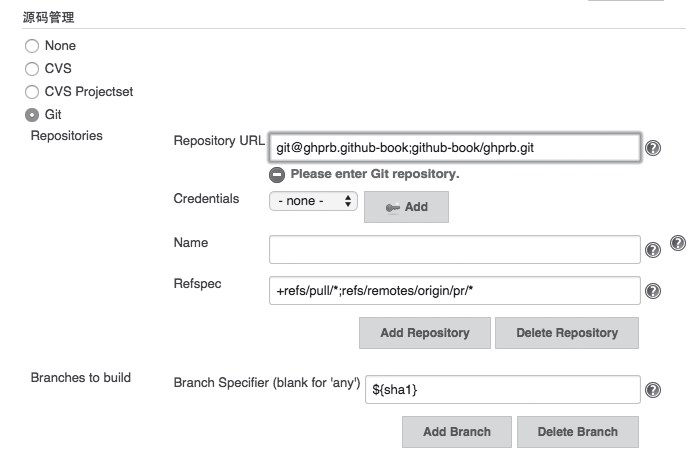 源码管理
None
CVS
CVS Projectset
Git
Repositories
Repository URL git@ghprb.github-book;github-book/ghprb.git
Please enter Git repository.
Credentials - none - Add
Name
Refspec +refs/pull/*;refs/remotes/origin/pr/*
Add Repository Delete Repository
Branches to build Branch Specifier (blank for 'any') ${sha1}
Add Branch Delete Branch